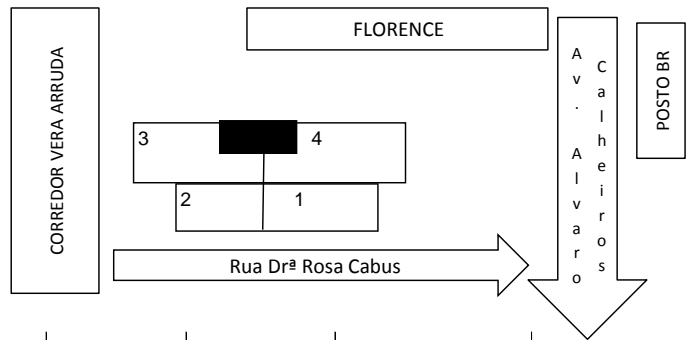 FLORENCE
CORREDOR VERA ARRUDA
Av. Alvaro
Calheiros
POSTO BR
3
4
2
1
Rua Drª Rosa Cabus